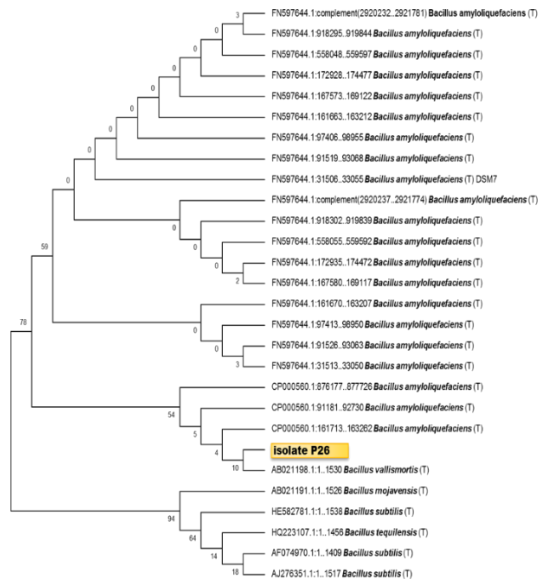 FN597644.1:complement(2920232..2921781) Bacillus amyloliquefaciens (T)
FN597644.1:918295..919844 Bacillus amyloliquefaciens (T)
FN597644.1:558048..559597 Bacillus amyloliquefaciens (T)
FN597644.1:172928..174477 Bacillus amyloliquefaciens (T)
FN597644.1:167573..169122 Bacillus amyloliquefaciens (T)
FN597644.1:161663..163212 Bacillus amyloliquefaciens (T)
FN597644.1:97406..98955 Bacillus amyloliquefaciens (T)
FN597644.1:91519..93068 Bacillus amyloliquefaciens (T)
FN597644.1:31506..33055 Bacillus amyloliquefaciens (T) DSM7
FN597644.1:complement(2920237..2921774) Bacillus amyloliquefaciens (T)
FN597644.1:918302..919839 Bacillus amyloliquefaciens (T)
FN597644.1:558055..559592 Bacillus amyloliquefaciens (T)
FN597644.1:172935..174472 Bacillus amyloliquefaciens (T)
FN597644.1:167580..169117 Bacillus amyloliquefaciens (T)
FN597644.1:161670..163207 Bacillus amyloliquefaciens (T)
FN597644.1:97413..98950 Bacillus amyloliquefaciens (T)
FN597644.1:91526..93063 Bacillus amyloliquefaciens (T)
FN597644.1:31513..33050 Bacillus amyloliquefaciens (T)
CP000560.1:876177..877726 Bacillus amyloliquefaciens (T)
CP000560.1:91181..92730 Bacillus amyloliquefaciens (T)
CP000560.1:161713..163262 Bacillus amyloliquefaciens (T)
isolate P26
AB021198.1:1..1530 Bacillus vallismortis (T)
AB021191.1:1..1526 Bacillus mojavensis (T)
HE582781.1:1..1538 Bacillus subtilis (T)
HQ223107.1:1..1456 Bacillus tequilensis (T)
AF074970.1:1..1409 Bacillus subtilis (T)
AJ276351.1:1..1517 Bacillus subtilis (T)
3
0
0
0
0
0
0
0
0
0
0
2
59
0
0
3
78
54
5
4
10
94
64
14
18